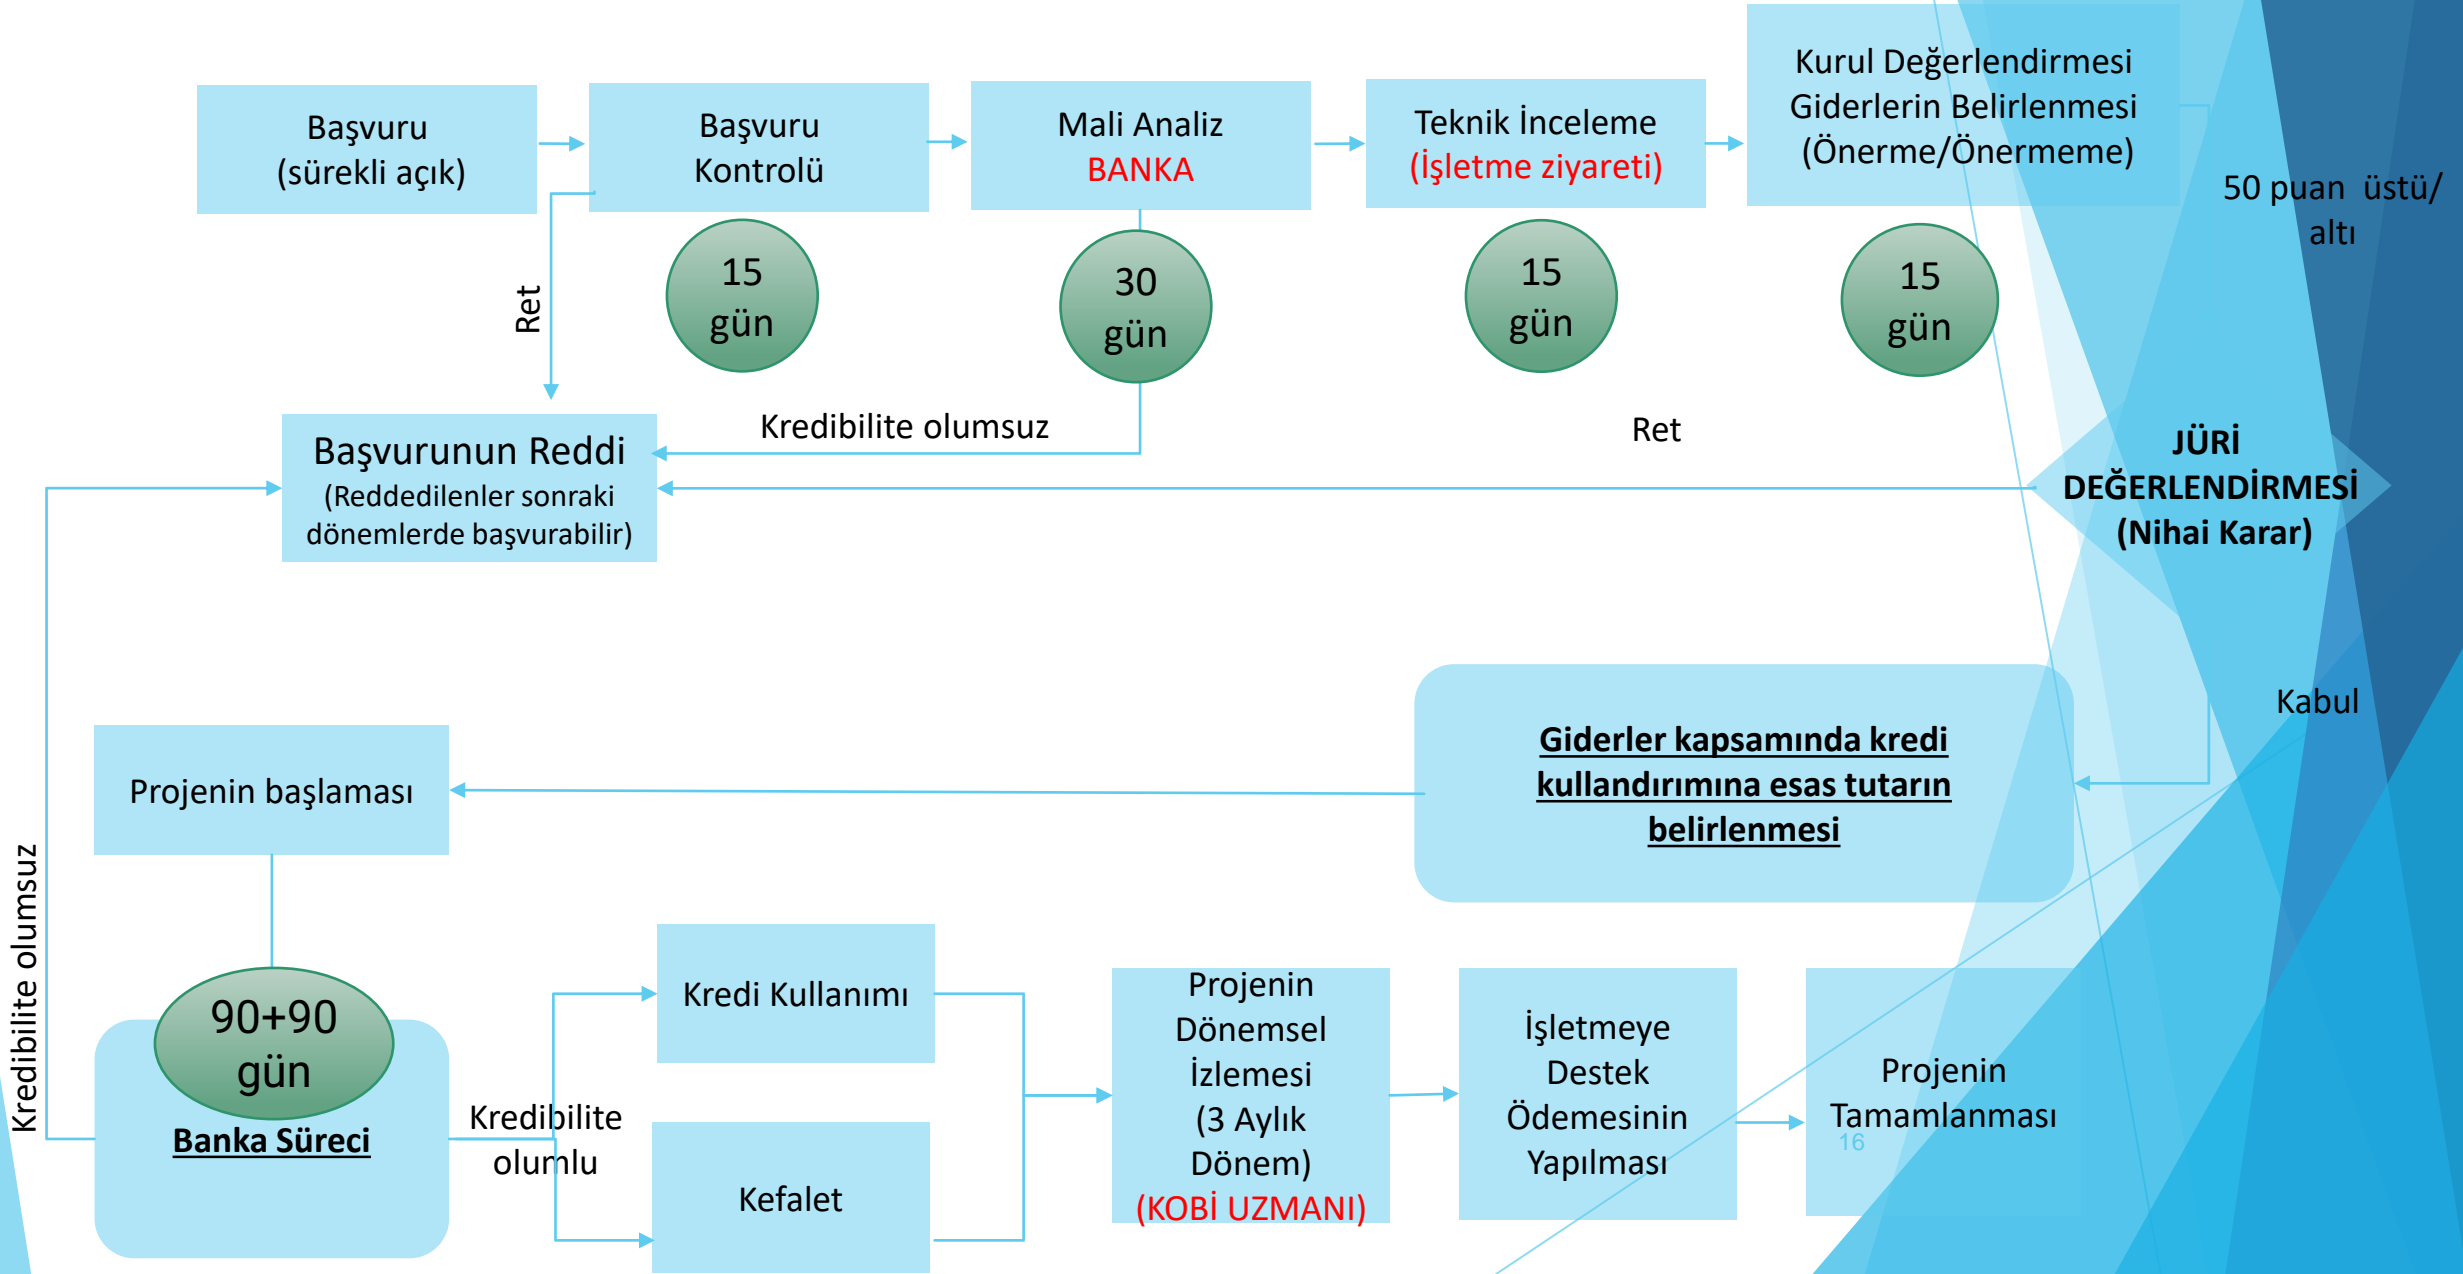 Başvuru
(sürekli açık)
Başvuru
Kontrolü
Mali Analiz
BANKA
Teknik İnceleme
(İşletme ziyareti)
Kurul Değerlendirmesi
Giderlerin Belirlenmesi
(Önerme/Önermeme)
50 puan üstü/
altı
15
gün
30
gün
15
gün
15
gün
Ret
Kredibilite olumsuz
Ret
Başvurunun Reddi
(Reddedilenler sonraki
dönemlerde başvurabilir)
JÜRİ
DEĞERLENDİRMESİ
(Nihai Karar)
Kabul
Giderler kapsamında kredi
kullandırımına esas tutarın
belirlenmesi
Projenin başlaması
Kredibilite olumsuz
90+90
gün
Banka Süreci
Kredibilite
olumlu
Kredi Kullanımı
Kefalet
Projenin
Dönemsel
İzlemesi
(3 Aylık
Dönem)
(KOBİ UZMANI)
İşletmeye
Destek
Ödemesinin
Yapılması
Projenin
Tamamlanması
16